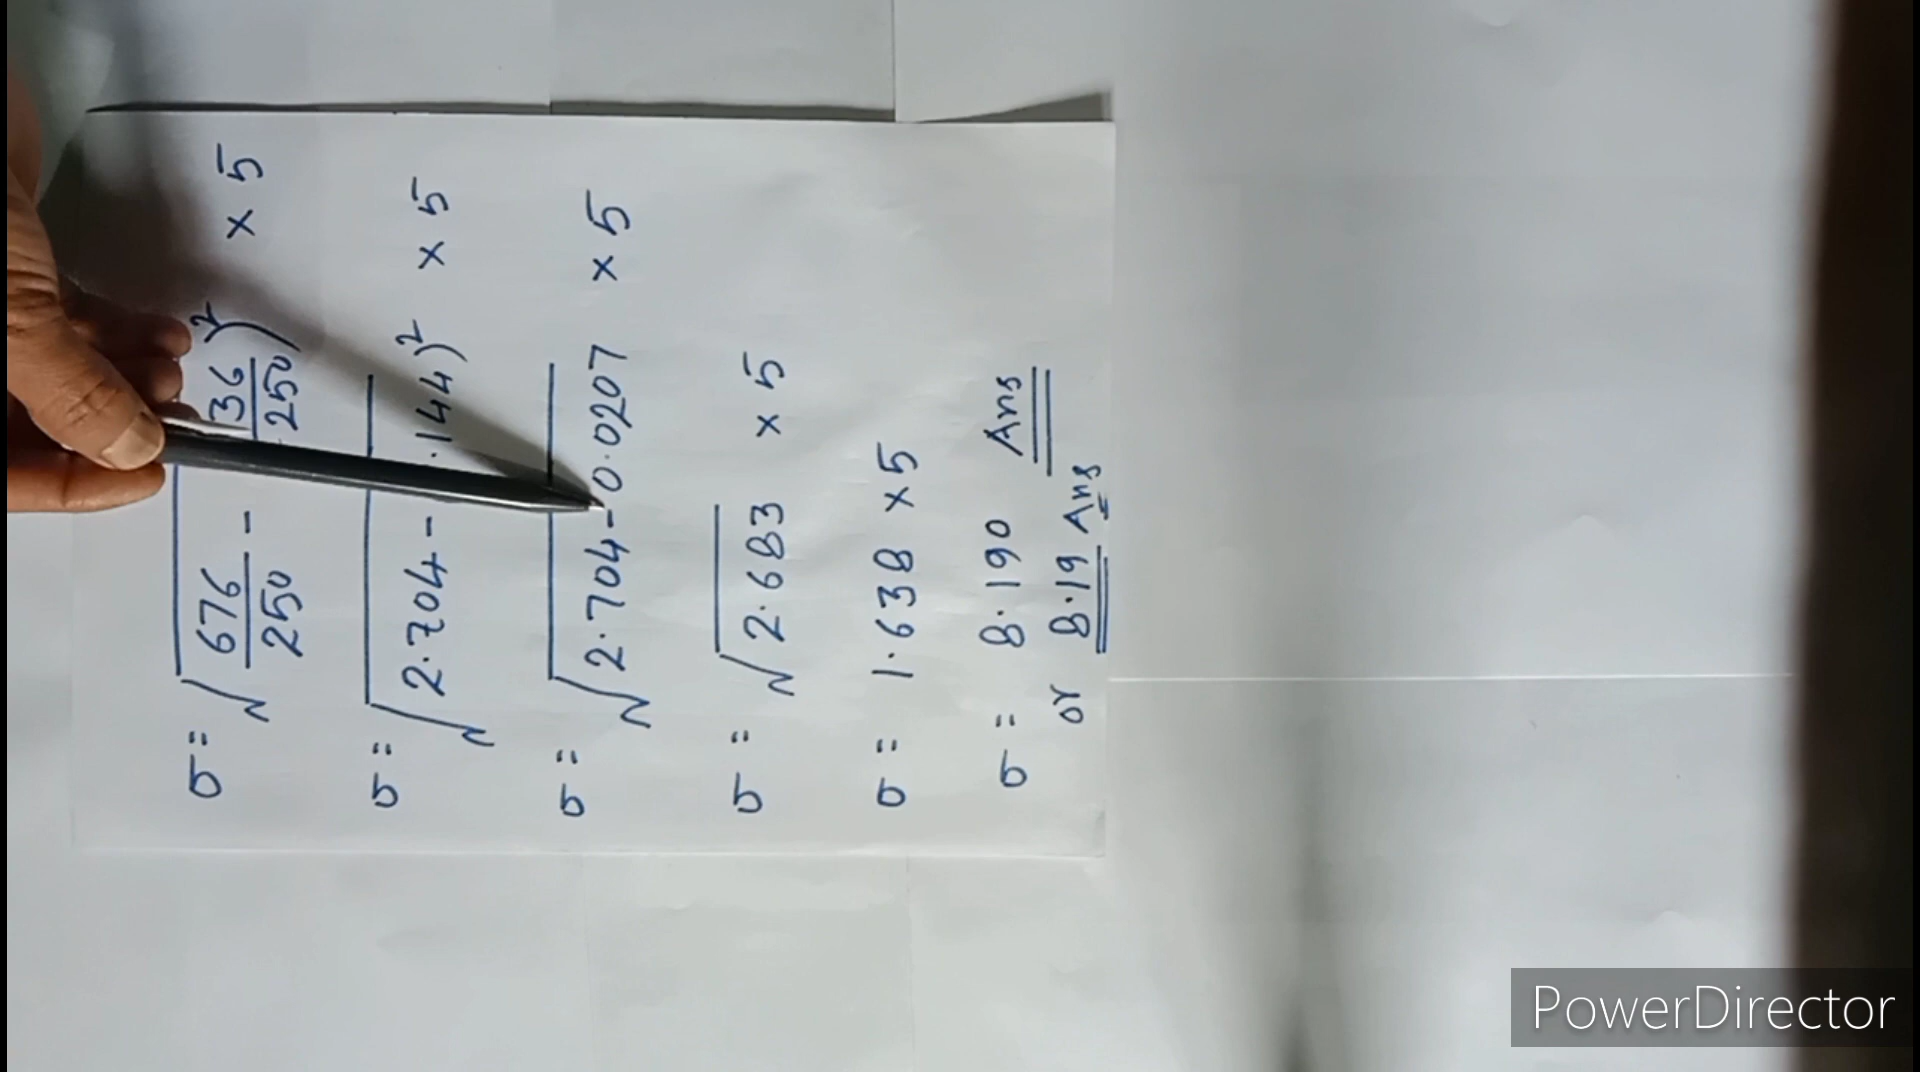 σ = √ 676/250 - 36/250)² × 5
σ = √ 2.704 - .144)² × 5
σ = √ 2.704 - 0.0207 × 5
σ = √ 2.683 × 5
σ = 1.638 × 5
σ = 8.190 Ans
or 8.19 Ans
PowerDirector